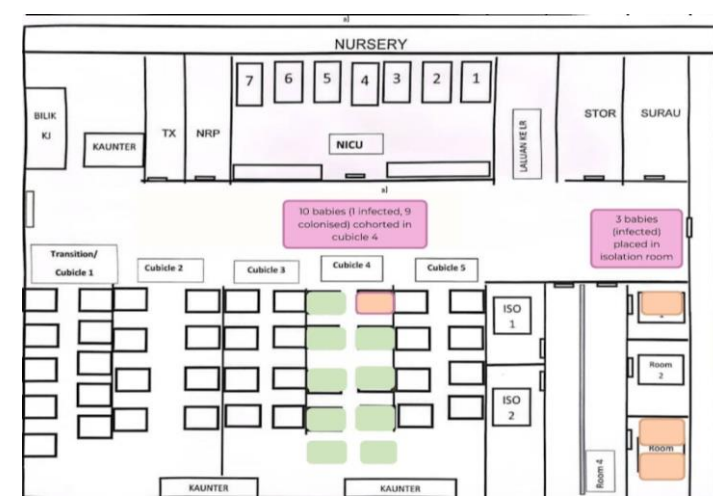 NURSERY
7
6
5
4
3
2
1
BILIK
KJ
KAUNTER
TX
NRP
NICU
LALUAN KE LR
STOR
SURAU
10 babies (1 infected, 9
colonised) cohorted in
cubicle 4
3 babies
(infected)
placed in
isolation room
Transition/
Cubicle 1
Cubicle 2
Cubicle 3
Cubicle 4
Cubicle 5
ISO
1
ISO
2
Room
2
Room
Room 4
KAUNTER
KAUNTER